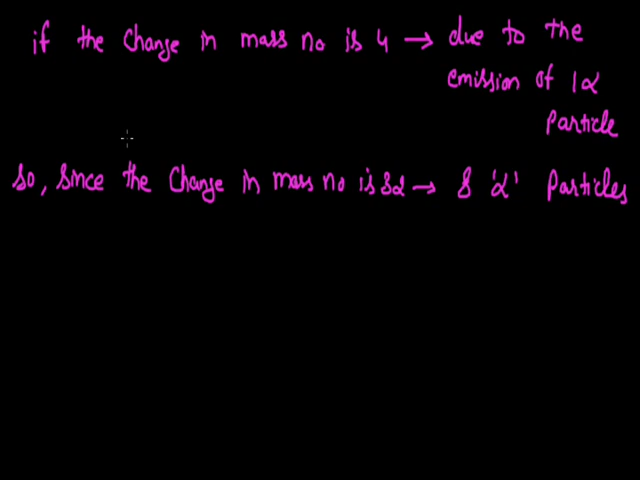 if the change in mass no is 4 → due to the
emission of 1α
particle
so, since the change in mass no is 32 → 8 'α' particles